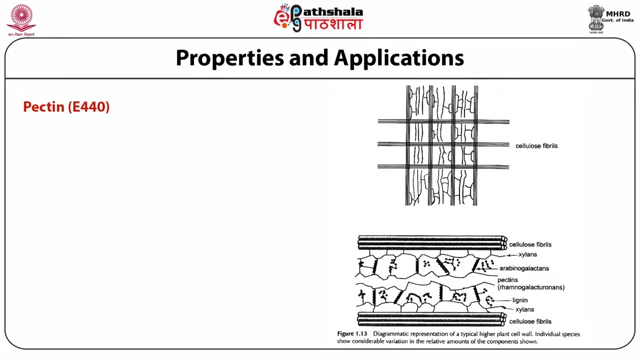 Pathshala
पाठशाला
MHRD
Govt. of India
Properties and Applications
Pectin (E440)
cellulose fibrils
cellulose fibrils
xylans
arabinogalactans
pectins
(rhamnogalacturonans)
lignin
xylans
cellulose fibrils
Figure 1.13 Diagrammatic representation of a typical higher plant cell wall. Individual species
show considerable variation in the relative amounts of the components shown.